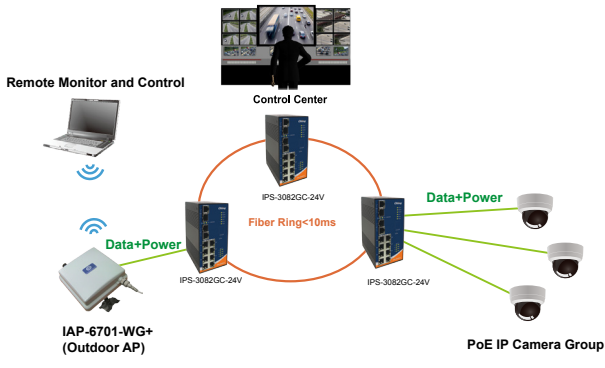 Remote Monitor and Control
Control Center
IPS-3082GC-24V
Data+Power
Fiber Ring<10ms
Data+Power
IPS-3082GC-24V
IPS-3082GC-24V
IAP-6701-WG+
(Outdoor AP)
PoE IP Camera Group